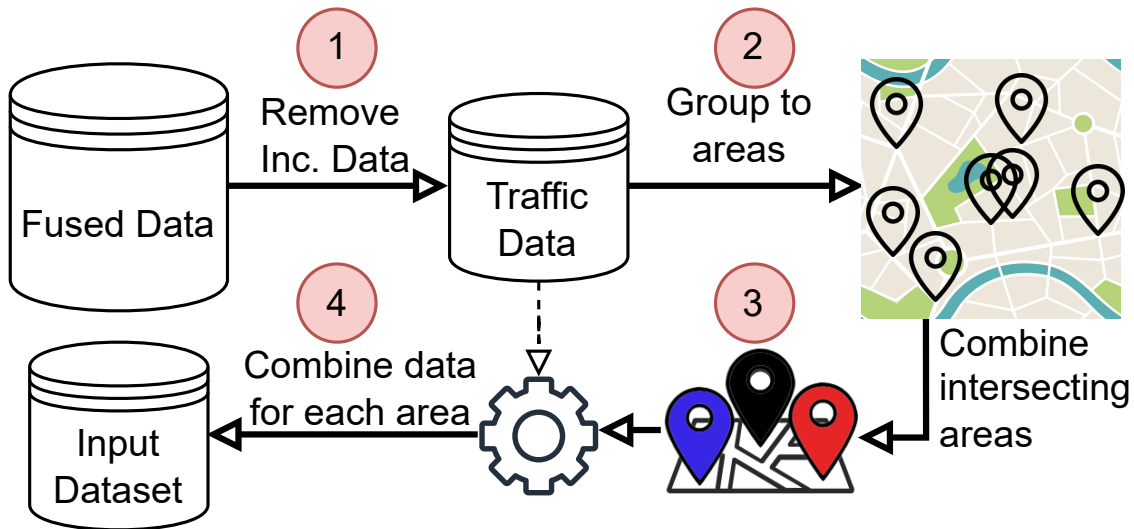 1
Remove
Inc. Data
2
Group to
areas
Fused Data
Traffic
Data
3
Combine
intersecting
areas
4
Combine data
for each area
Input
Dataset